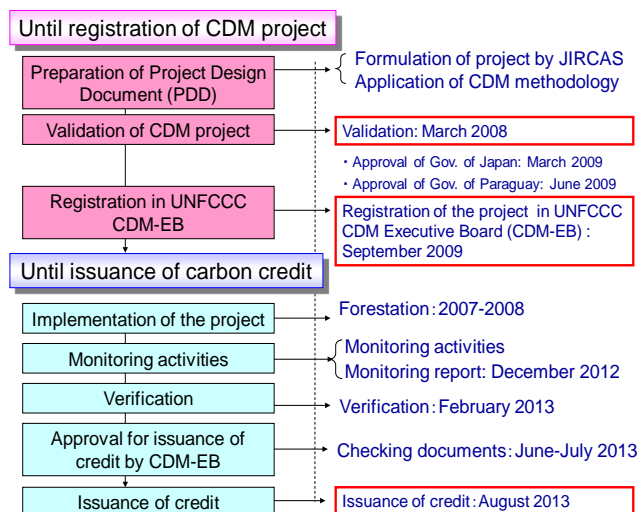 Until registration of CDM project
Preparation of Project Design
Document (PDD)
Formulation of project by JIRCAS
Application of CDM methodology
Validation of CDM project
Validation: March 2008
・Approval of Gov. of Japan: March 2009
・Approval of Gov. of Paraguay: June 2009
Registration in UNFCCC
CDM-EB
Registration of the project in UNFCCC
CDM Executive Board (CDM-EB) :
September 2009
Until issuance of carbon credit
Implementation of the project
Forestation：2007-2008
Monitoring activities
Monitoring activities
Monitoring report: December 2012
Verification
Verification：February 2013
Approval for issuance of
credit by CDM-EB
Checking documents：June-July 2013
Issuance of credit
Issuance of credit：August 2013